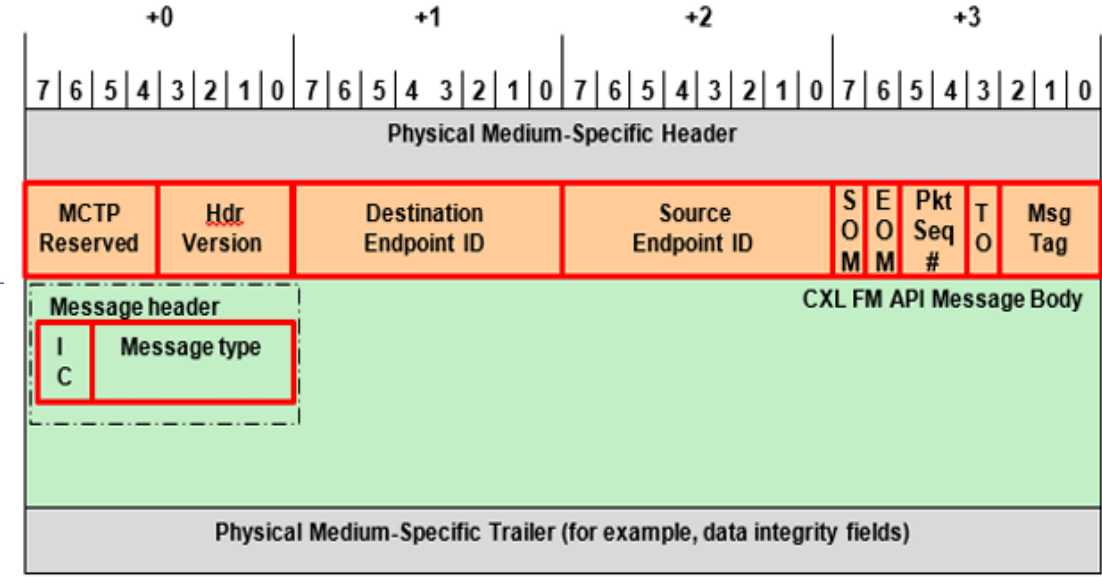 +0 +1 +2 +3
7 6 5 4 3 2 1 0 7 6 5 4 3 2 1 0 7 6 5 4 3 2 1 0 7 6 5 4 3 2 1 0
Physical Medium-Specific Header
MCTP
Reserved
Hdr
Version
Destination
Endpoint ID
Source
Endpoint ID
S
O
M
E
O
M
Pkt
Seq
#
T
O
Msg
Tag
CXL FM API Message Body
Message header
I
C
Message type
Physical Medium-Specific Trailer (for example, data integrity fields)